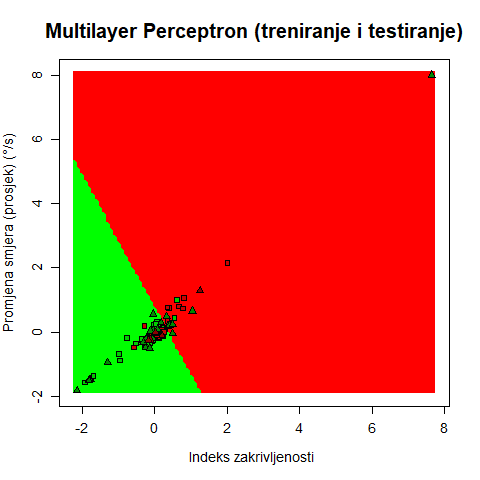 Multilayer Perceptron (treniranje i testiranje)
Promjena smjera (prosjek) (°/s)
8
6
4
2
0
-2
-2 0 2 4 6 8
Indeks zakrivljenosti